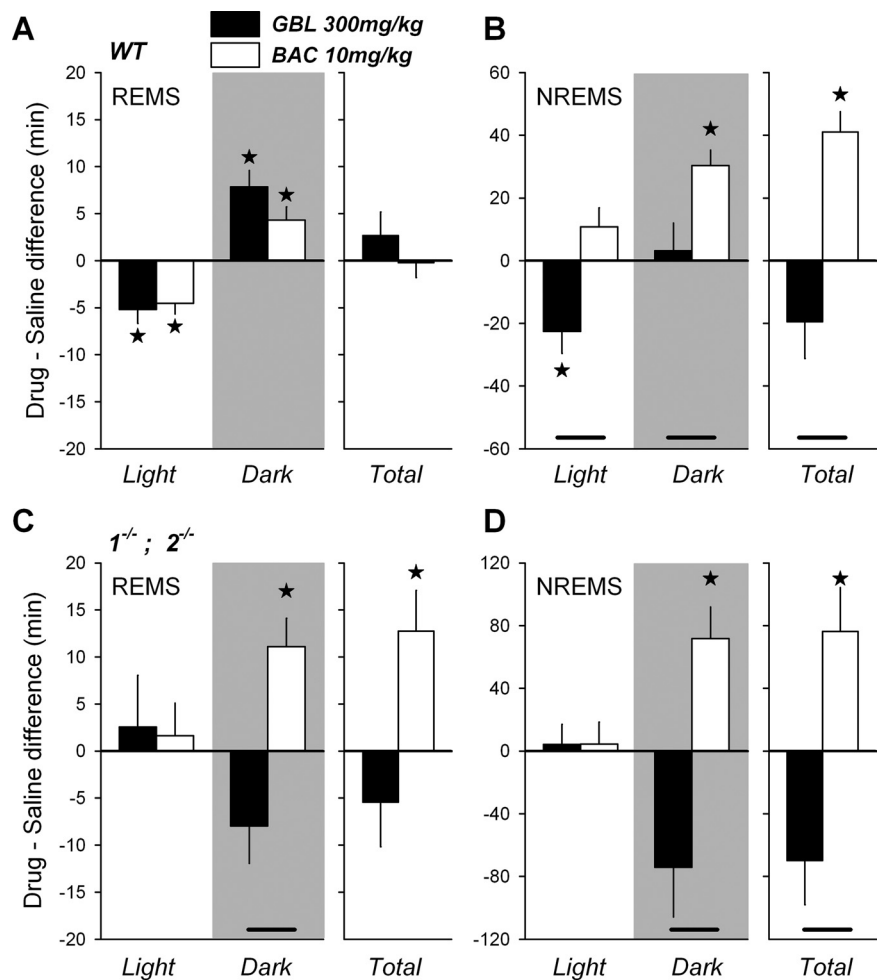 A
WT
GBL 300mg/kg
BAC 10mg/kg
B
Drug - Saline difference (min)
20
15
10
5
0
-5
-10
-15
-20
REMS
★
★
★
★
Light
Dark
Total
60
40
20
0
-20
-40
-60
NREMS
★
★
★
Light
Dark
Total
C
1-/- ; 2-/-
D
Drug - Saline difference (min)
20
15
10
5
0
-5
-10
-15
-20
REMS
★
★
Light
Dark
Total
120
80
40
0
-40
-80
-120
NREMS
★
★
Light
Dark
Total